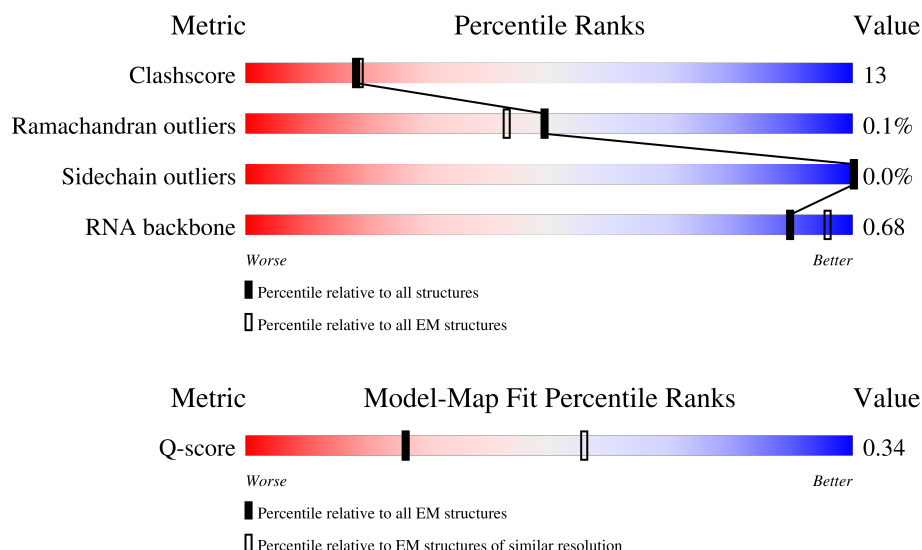 Metric Percentile Ranks Value
Clashscore 13
Ramachandran outliers 0.1%
Sidechain outliers 0.0%
RNA backbone 0.68
Worse Better
Percentile relative to all structures
Percentile relative to all EM structures
Metric Model-Map Fit Percentile Ranks Value
Q-score 0.34
Worse Better
Percentile relative to all EM structures
Percentile relative to EM structures of similar resolution